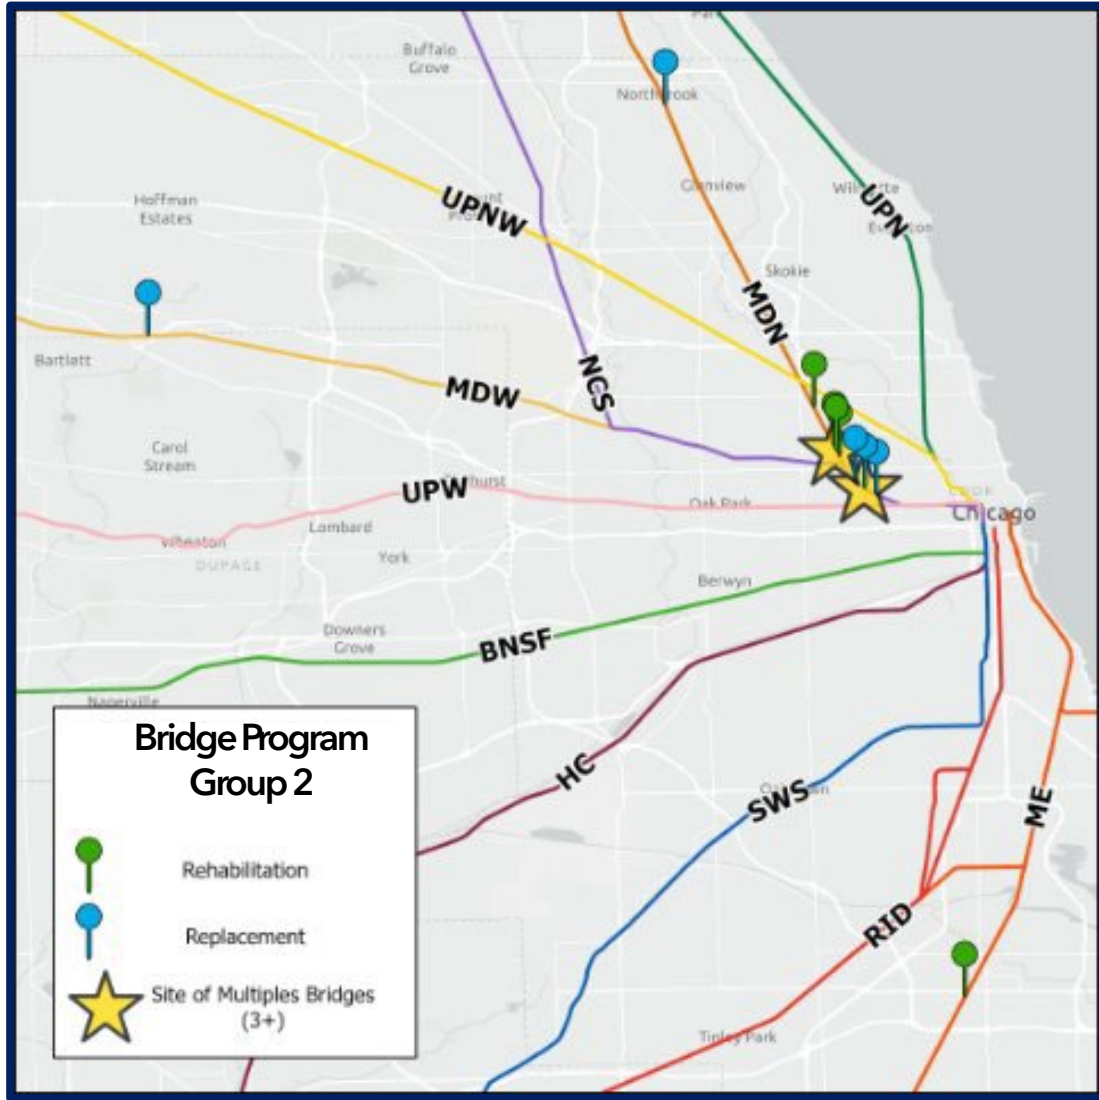 Buffalo
Grove
Northbrook
Hoffman
Estates
UPNW
Glenview
UPN
Skokie
MDN
Bartlett
MDW
NCS
Carol
Stream
UPW
Oak Park
COOK
Chicago
Lombard
Wheaton
York
DUPAGE
Berwyn
Downers
Grove
BNSF
Naperville
HC
SWS
ME
RID
Tinley Park
Bridge Program
Group 2
Rehabilitation
Replacement
Site of Multiples Bridges
(3+)